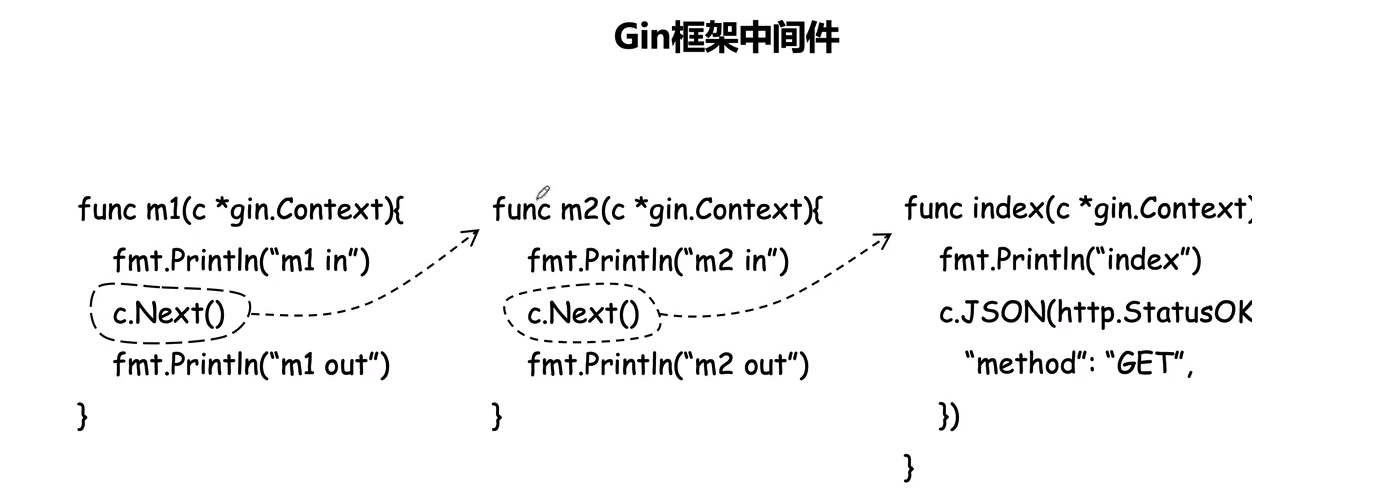 Gin框架中间件
func m1(c *gin.Context){
fmt.Println(“m1 in”)
c.Next()
fmt.Println(“m1 out”)
}
func m2(c *gin.Context){
fmt.Println(“m2 in”)
c.Next()
fmt.Println(“m2 out”)
}
func index(c *gin.Context)
fmt.Println(“index”)
c.JSON(http.StatusOK
“method”: “GET”,
})
}